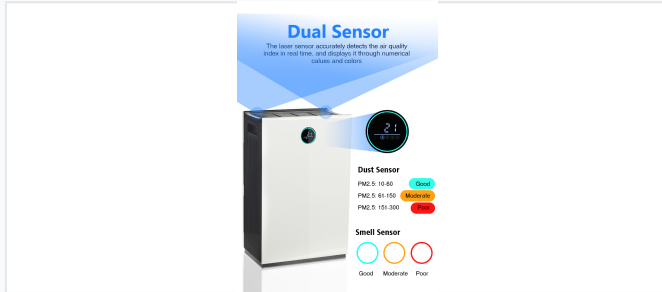 Dual Sensor
The laser sensor accurately detects the air quality
index in real time, and displays it through numerical
calues and colors
21
Dust Sensor
PM2.5: 10-60 Good
PM2.5: 61-150 Moderate
PM2.5: 151-300 Poor
Smell Sensor
Good Moderate Poor